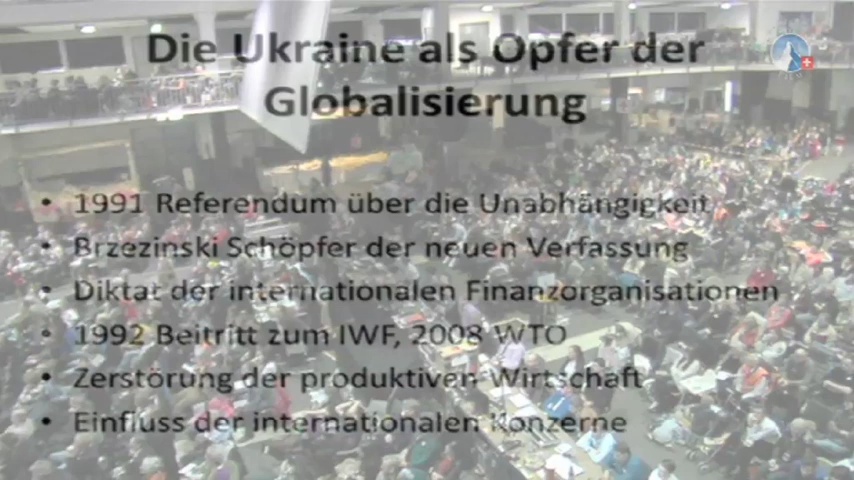 Die Ukraine als Opfer der
Globalisierung
• 1991 Referendum über die Unabhängigkeit
• Brzezinski Schöpfer der neuen Verfassung
• Diktat der internationalen Finanzorganisationen
• 1992 Beitritt zum IWF, 2008 WTO
• Zerstörung der produktiven Wirtschaft
• Einfluss der internationalen Konzerne